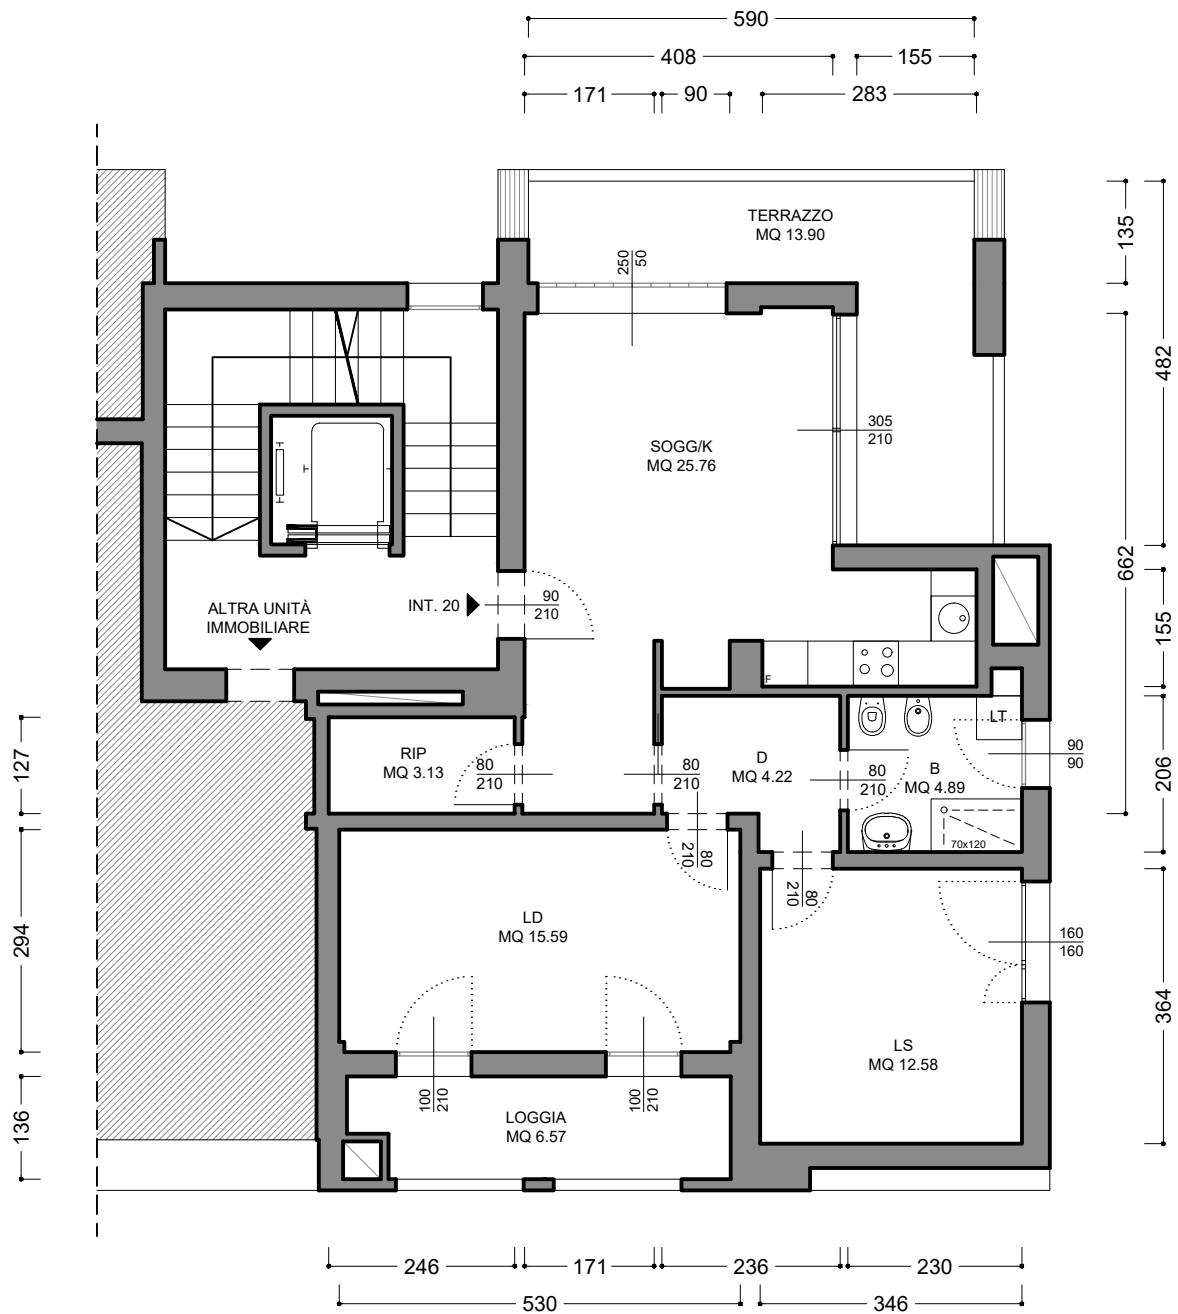 590
408
155
171
90
283
TERRAZZO
MQ 13.90
135
482
250
50
305
210
SOGG/K
MQ 25.76
662
90
210
INT. 20
ALTRA UNITÀ
IMMOBILIARE
155
F
LT
127
RIP
MQ 3.13
80
210
80
210
D
MQ 4.22
80
210
B
MQ 4.89
90
90
206
70x120
80
210
80
210
294
LD
MQ 15.59
160
160
364
LS
MQ 12.58
100
210
100
210
136
LOGGIA
MQ 6.57
246
171
236
230
530
346